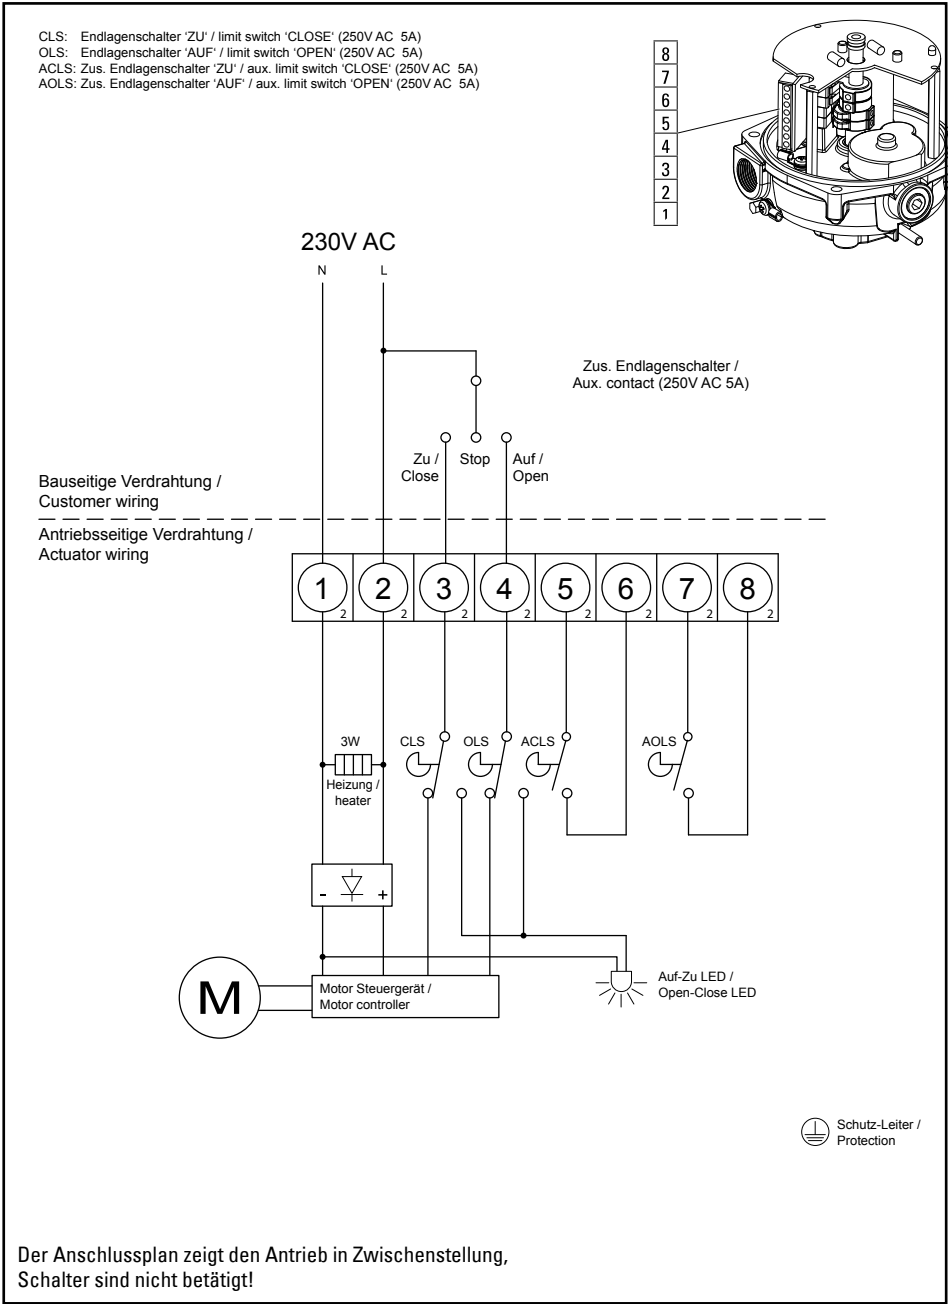 CLS: Endlagenschalter ‘ZU‘ / limit switch ‘CLOSE‘ (250V AC 5A)
OLS: Endlagenschalter ‘AUF‘ / limit switch ‘OPEN‘ (250V AC 5A)
ACLS: Zus. Endlagenschalter ‘ZU‘ / aux. limit switch ‘CLOSE‘ (250V AC 5A)
AOLS: Zus. Endlagenschalter ‘AUF‘ / aux. limit switch ‘OPEN‘ (250V AC 5A)
8
7
6
5
4
3
2
1
230V AC
N L
Zus. Endlagenschalter /
Aux. contact (250V AC 5A)
Zu /
Close
Stop
Auf /
Open
Bauseitige Verdrahtung /
Customer wiring
Antriebsseitige Verdrahtung /
Actuator wiring
1 2 3 4 5 6 7 8
2 2 2 2 2 2 2 2
3W
Heizung /
heater
CLS OLS ACLS AOLS
- +
M
Motor Steuergerät /
Motor controller
Auf-Zu LED /
Open-Close LED
Schutz-Leiter /
Protection
Der Anschlussplan zeigt den Antrieb in Zwischenstellung,
Schalter sind nicht betätigt!